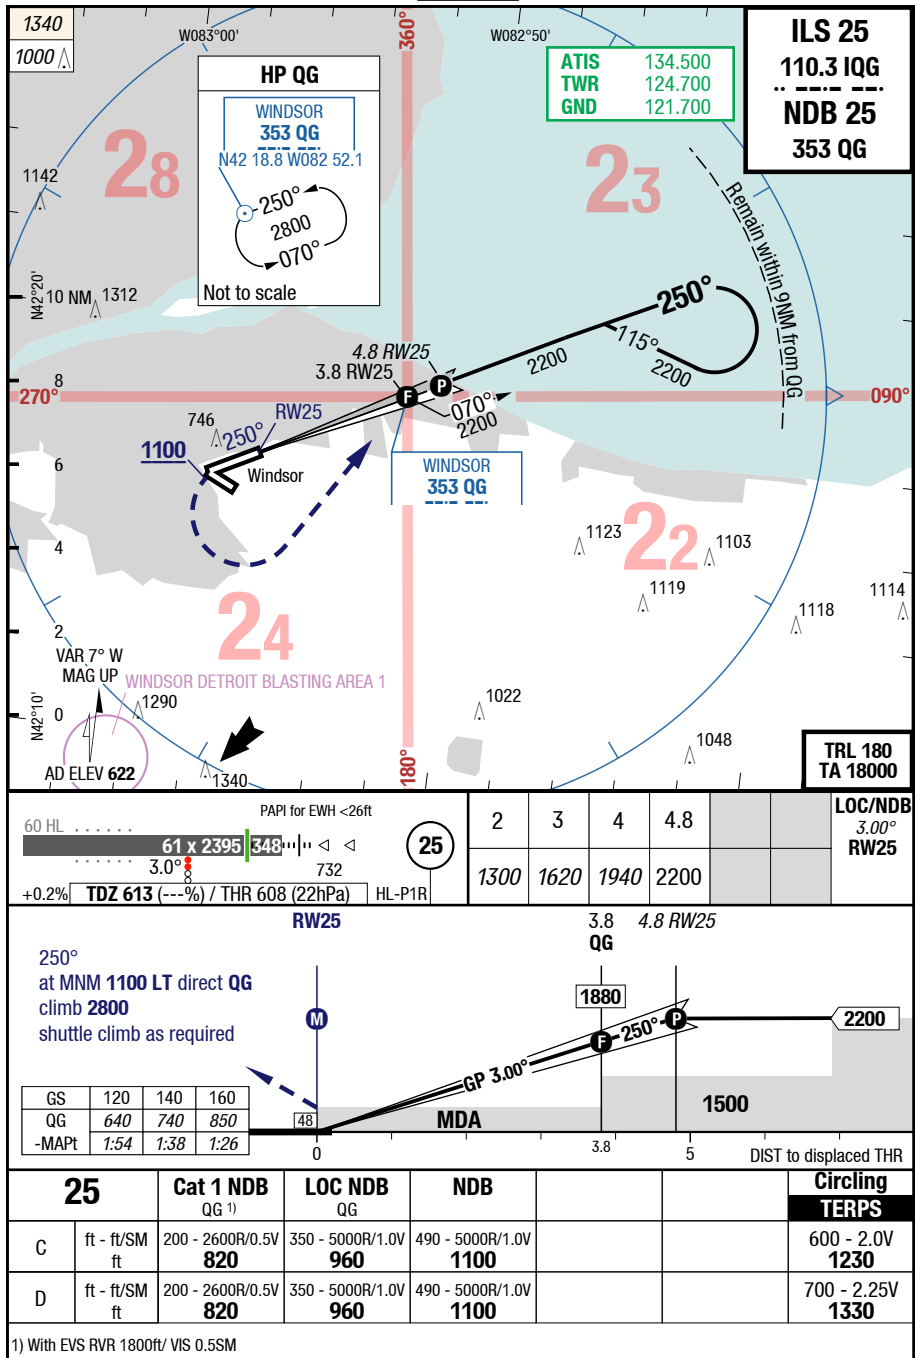 1340
1000
W083°00'
360°
W082°50'
ILS 25
110.3 IQG
NDB 25
353 QG
ATIS 134.500
TWR 124.700
GND 121.700
HP QG
WINDSOR
353 QG
N42 18.8 W082 52.1
250°
2800
070°
Not to scale
28
23
1142
Remain within 9NM from QG
N42°20'
10 NM
1312
250°
115°
2200
2200
4.8 RW25
3.8 RW25
P
F
8
270°
090°
070°
2200
746
250°
RW25
1100
Windsor
WINDSOR
353 QG
6
4
2
0
22
1123
1103
1119
1114
1118
24
VAR 7° W
MAG UP
WINDSOR DETROIT BLASTING AREA 1
N42°10'
1290
1022
1048
AD ELEV 622
1340
180°
TRL 180
TA 18000
60 HL
PAPI for EWH <26ft
61 x 2395 348
3.0°
732
25
+0.2% TDZ 613 (---%) / THR 608 (22hPa) HL-P1R
2 3 4 4.8
1300 1620 1940 2200
LOC/NDB
3.00°
RW25
RW25
3.8
QG
4.8 RW25
250°
at MNM 1100 LT direct QG
climb 2800
shuttle climb as required
M
1880
F
250°
P
2200
GP 3.00°
48
MDA
1500
0
3.8
5
DIST to displaced THR
GS 120 140 160
QG 640 740 850
-MAPt 1:54 1:38 1:26
25
Cat 1 NDB
QG 1)
LOC NDB
QG
NDB
Circling
TERPS
C ft - ft/SM 200 - 2600R/0.5V 350 - 5000R/1.0V 490 - 5000R/1.0V 600 - 2.0V
ft 820 960 1100 1230
D ft - ft/SM 200 - 2600R/0.5V 350 - 5000R/1.0V 490 - 5000R/1.0V 700 - 2.25V
ft 820 960 1100 1330
1) With EVS RVR 1800ft/ VIS 0.5SM